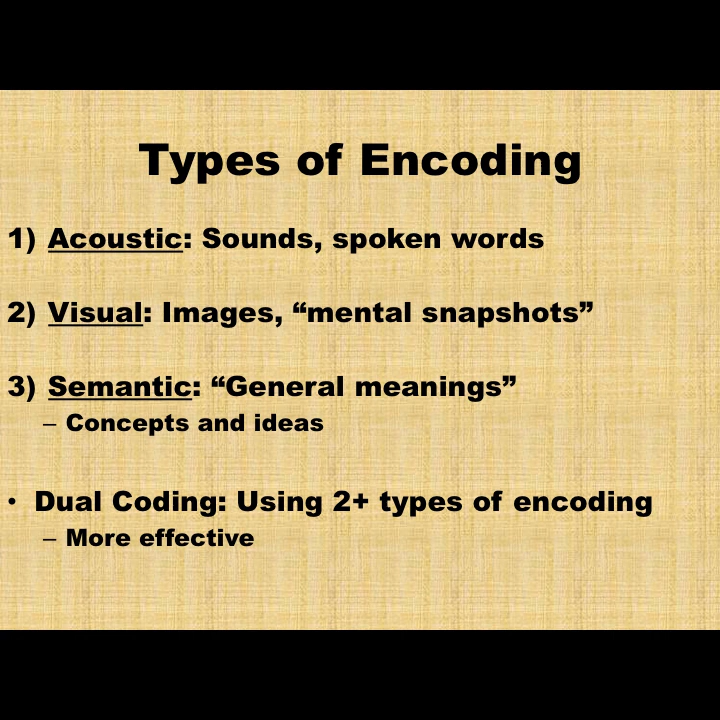 Types of Encoding
1) Acoustic: Sounds, spoken words
2) Visual: Images, “mental snapshots”
3) Semantic: “General meanings”
– Concepts and ideas
• Dual Coding: Using 2+ types of encoding
– More effective